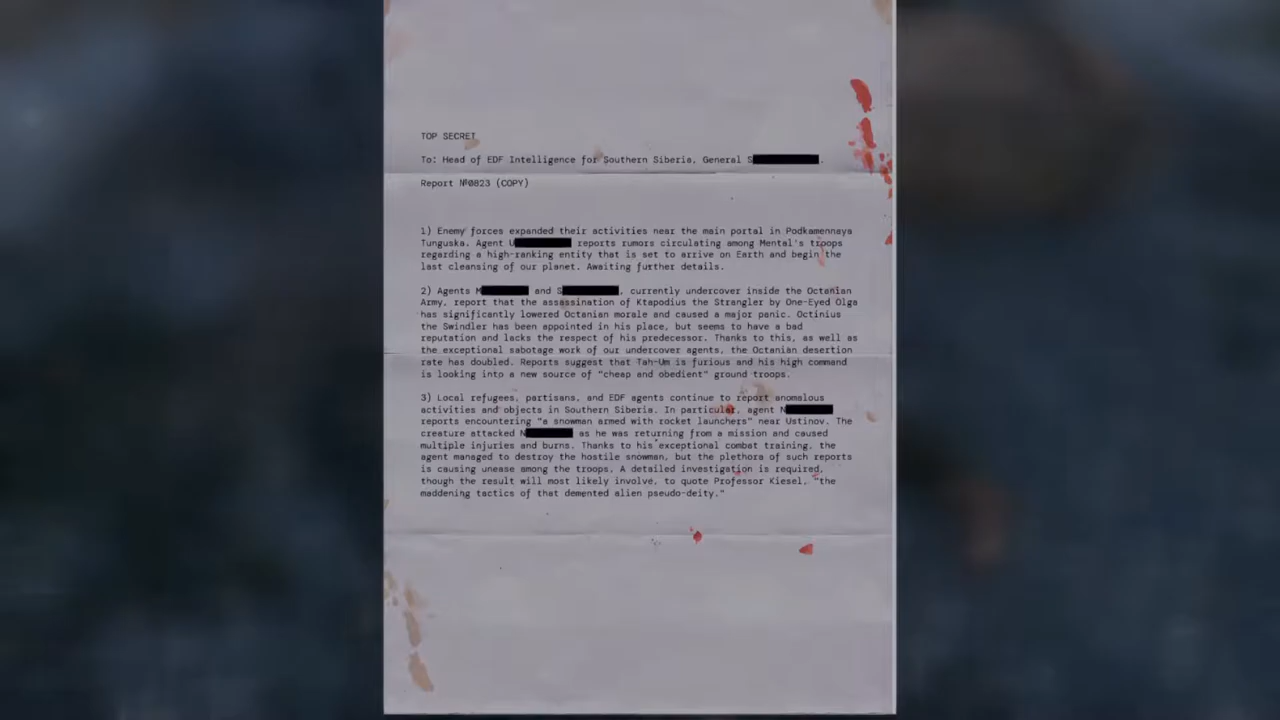 TOP SECRET
To: Head of EDF Intelligence for Southern Siberia, General S
Report №0823 (COPY)
1) Enemy forces expanded their activities near the main portal in Podkamennaya
Tunguska. Agent U reports rumors circulating among Mental's troops
regarding a high-ranking entity that is set to arrive on Earth and begin the
last cleansing of our planet. Awaiting further details.
2) Agents M and S, currently undercover inside the Octanian
Army, report that the assassination of Ktapodius the Strangler by One-Eyed Olga
has significantly lowered Octanian morale and caused a major panic. Octinius
the Swindler has been appointed in his place, but seems to have a bad
reputation and lacks the respect of his predecessor. Thanks to this, as well as
the exceptional sabotage work of our undercover agents, the Octanian desertion
rate has doubled. Reports suggest that Tah-Um is furious and his high command
is looking into a new source of "cheap and obedient" ground troops.
3) Local refugees, partisans, and EDF agents continue to report anomalous
activities and objects in Southern Siberia. In particular, agent N
reports encountering "a snowman armed with rocket launchers" near Ustinov. The
creature attacked N as he was returning from a mission and caused
multiple injuries and burns. Thanks to his exceptional combat training, the
agent managed to destroy the hostile snowman, but the plethora of such reports
is causing unease among the troops. A detailed investigation is required,
though the result will most likely involve, to quote Professor Kiesel, "the
maddening tactics of that demented alien pseudo-deity."